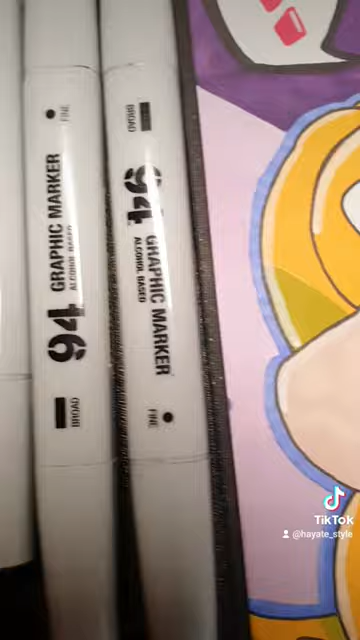 FINE
94 GRAPHIC MARKER
ALCOHOL BASED
BROAD
BROAD
94 GRAPHIC MARKER
ALCOHOL BASED
FINE
TikTok
@hayate_style